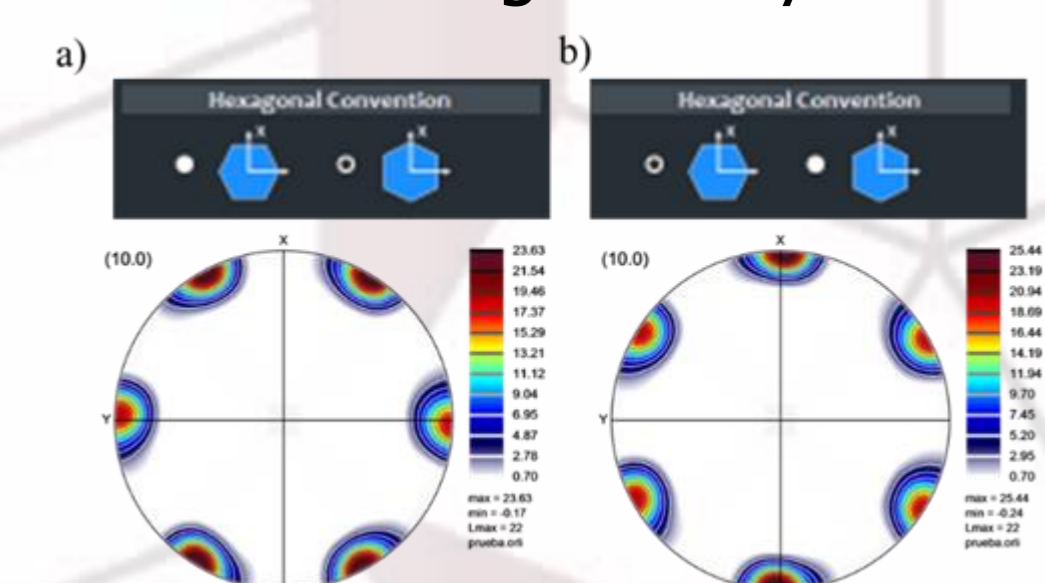 a)
Hexagonal Convention
X
X
(10.0)
X
Y
23.63
21.54
19.46
17.37
15.29
13.21
11.12
9.04
6.95
4.87
2.78
0.70
max = 23.63
min = -0.17
Lmax = 22
prueba.orli
b)
Hexagonal Convention
X
X
(10.0)
X
Y
25.44
23.19
20.94
18.69
16.44
14.19
11.94
9.70
7.45
5.20
2.95
0.70
max = 25.44
min = -0.24
Lmax = 22
prueba.orli